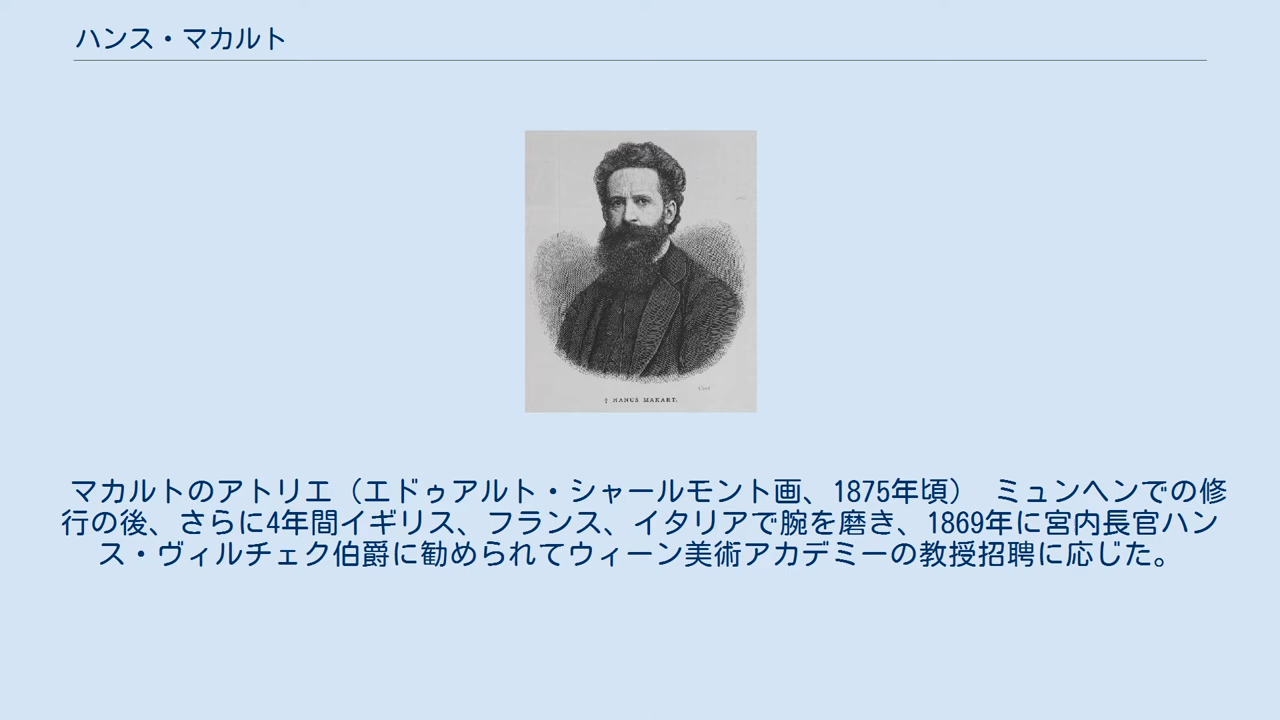 ハンス・マカルト
† HANUS MAKART.
マカルトのアトリエ（エドゥアルト・シャールモント画、1875年頃）　ミュンヘンでの修
行の後、さらに4年間イギリス、フランス、イタリアで腕を磨き、1869年に宮内長官ハン
ス・ヴィルチェク伯爵に勧められてウィーン美術アカデミーの教授招聘に応じた。